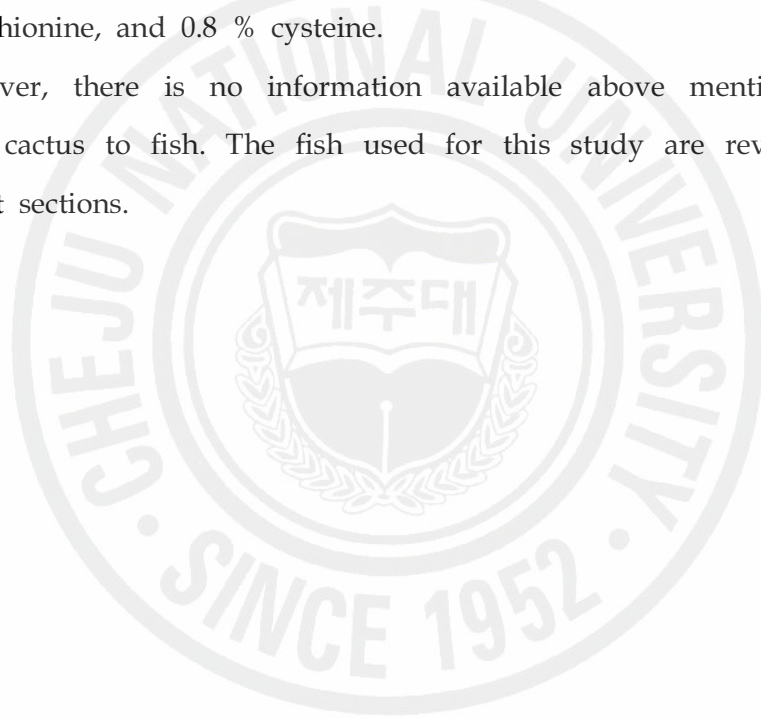 hionine, and 0.8 % cysteine.
ver, there is no information available above menti
cactus to fish. The fish used for this study are rev
t sections.
CHEJU NATIONAL UNIVERSITY
제주대
SINCE 1952